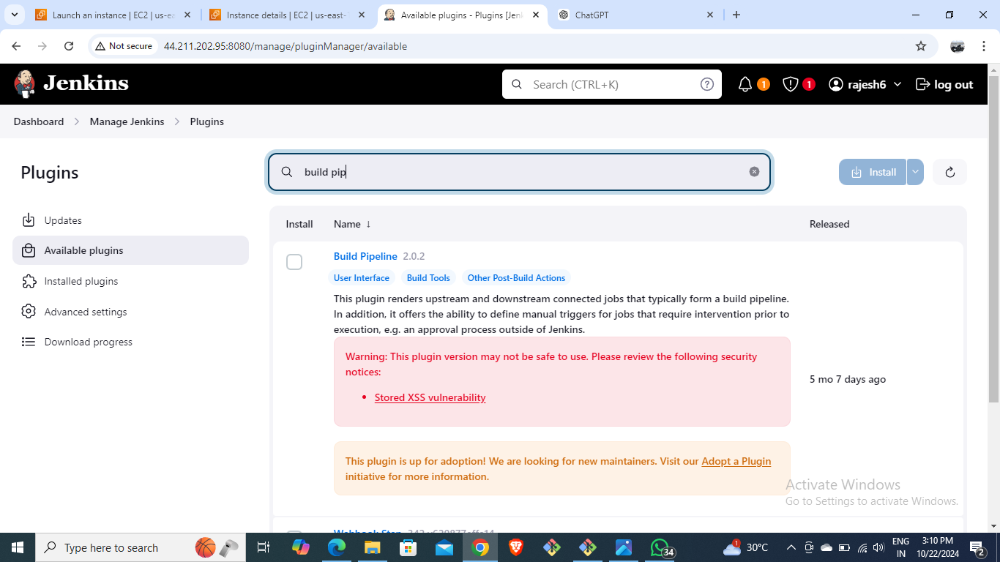 Launch an instance | EC2 | us-ea
Instance details | EC2 | us-east-
Available plugins - Plugins [Jen
ChatGPT
Not secure
44.211.202.95:8080/manage/pluginManager/available
Jenkins
Search (CTRL+K)
1
1
rajesh6
log out
Dashboard
Manage Jenkins
Plugins
Plugins
build pip
Install
Updates
Available plugins
Installed plugins
Advanced settings
Download progress
Install
Name ↓
Released
Build Pipeline 2.0.2
User Interface
Build Tools
Other Post-Build Actions
This plugin renders upstream and downstream connected jobs that typically form a build pipeline.
In addition, it offers the ability to define manual triggers for jobs that require intervention prior to
execution, e.g. an approval process outside of Jenkins.
Warning: This plugin version may not be safe to use. Please review the following security
notices:
• Stored XSS vulnerability
5 mo 7 days ago
This plugin is up for adoption! We are looking for new maintainers. Visit our Adopt a Plugin
initiative for more information.
Activate Windows
Go to Settings to activate Windows.
Type here to search
34
1
30°C
ENG
IN
3:10 PM
10/22/2024
2